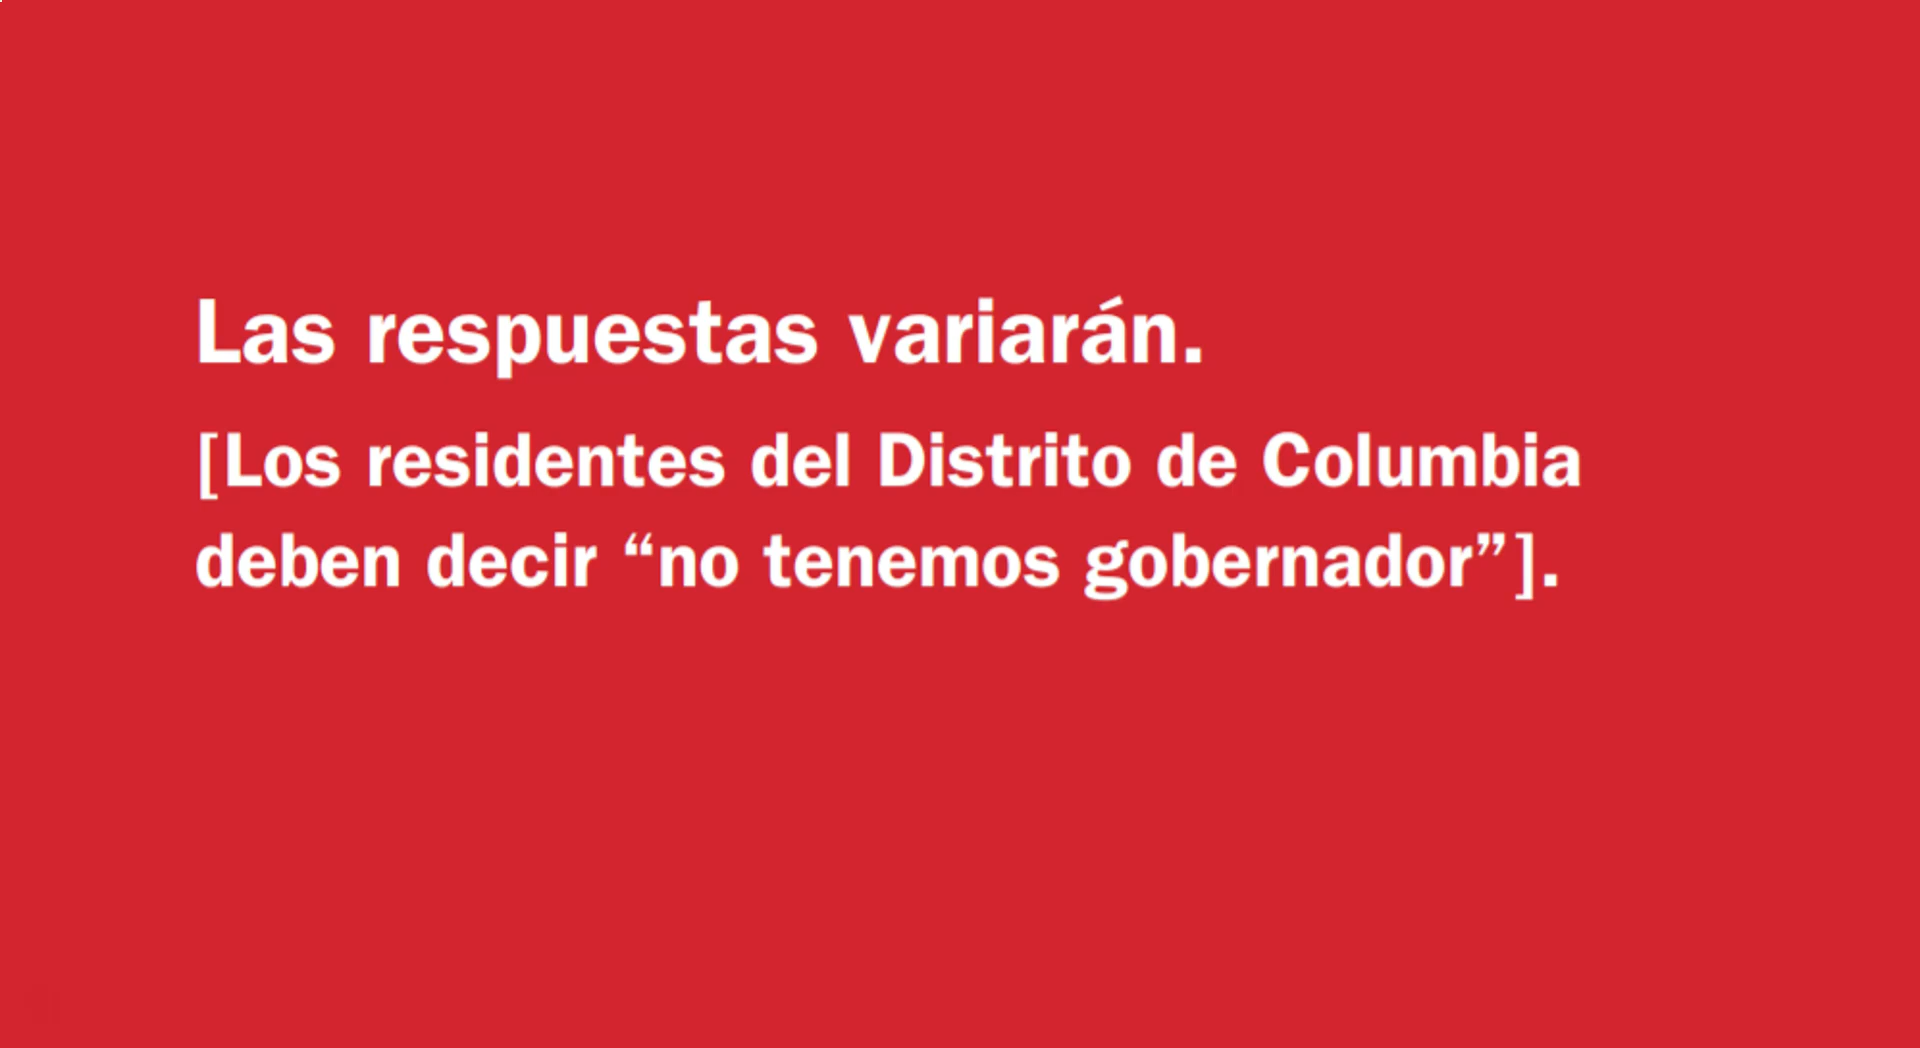 Las respuestas variarán.
[Los residentes del Distrito de Columbia
deben decir “no tenemos gobernador”].